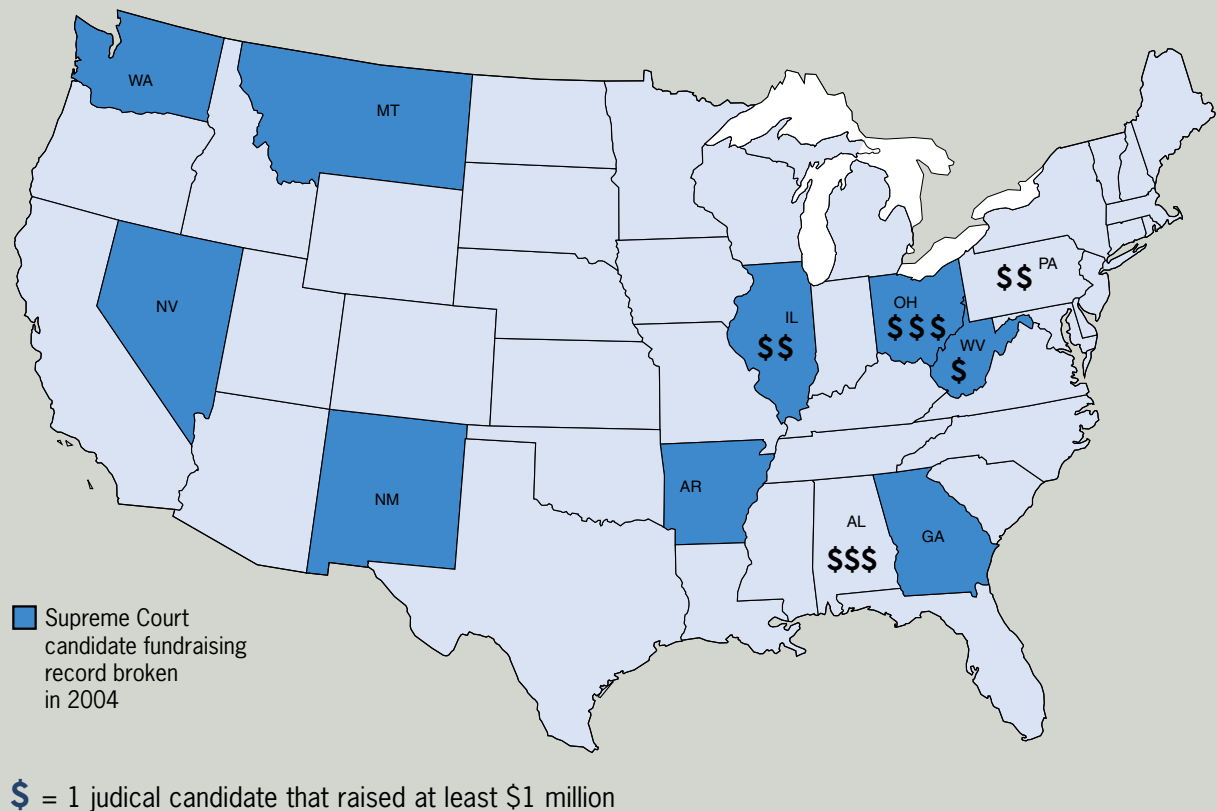 WA
MT
PA
$$
NV
IL
$$
OH
$$$
WV
$
NM
AR
AL
$$$
GA
Supreme Court
candidate fundraising
record broken
in 2004
$ = 1 judical candidate that raised at least $1 million